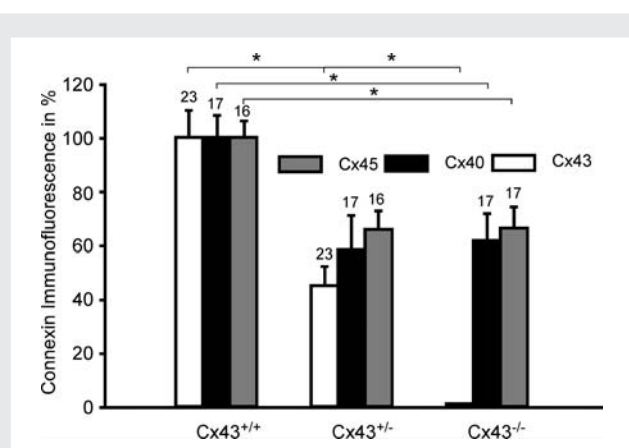 * *
*
*
Connexin Immunofluorescence in %
120
100
80
60
40
20
0
23 17 16
Cx45 Cx40 Cx43
23 17 16
17 17
Cx43+/+ Cx43+/- Cx43-/-